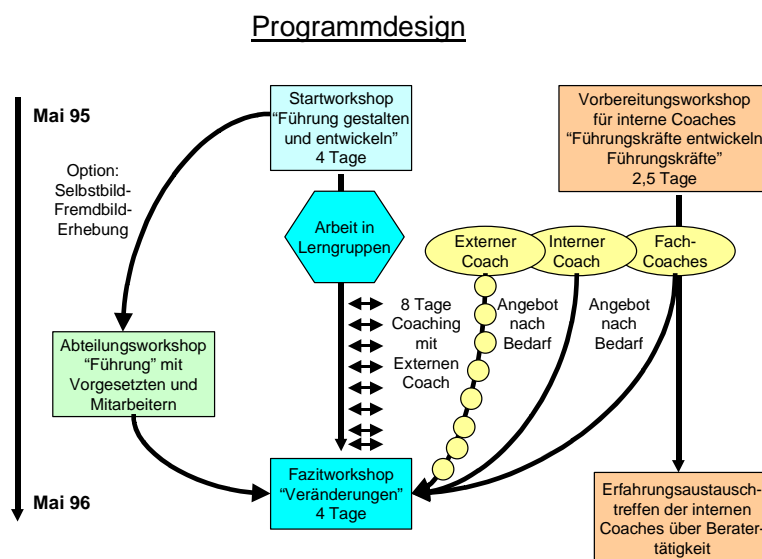 Programmdesign
Mai 95
Startworkshop
“Führung gestalten
und entwickeln”
4 Tage
Vorbereitungsworkshop
für interne Coaches
“Führungskräfte entwickeln
Führungskräfte”
2,5 Tage
Option:
Selbstbild-
Fremdbild-
Erhebung
Arbeit in
Lerngruppen
Externer
Coach
Interner
Coach
Fach-
Coaches
8 Tage
Coaching
mit
Externen
Coach
Angebot
nach
Bedarf
Angebot
nach
Bedarf
Abteilungsworkshop
“Führung” mit
Vorgesetzten und
Mitarbeitern
Mai 96
Fazitworkshop
“Veränderungen”
4 Tage
Erfahrungsaustausch-
treffen der internen
Coaches über Berater-
tätigkeit